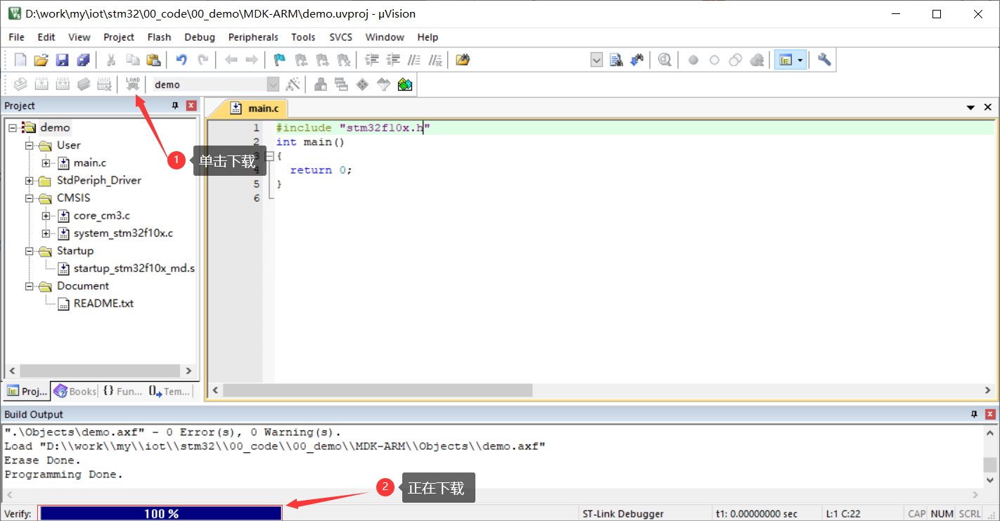 D:\work\my\iot\stm32\00_code\00_demo\MDK-ARM\demo.uvproj - µVision
File Edit View Project Flash Debug Peripherals Tools SVCS Window Help
LOAD demo
Project
main.c
demo
User
main.c
StdPeriph_Driver
CMSIS
core_cm3.c
system_stm32f10x.c
Startup
startup_stm32f10x_md.s
Document
README.txt
1 #include "stm32f10x.h"
2 int main()
3 {
4 return 0;
5 }
6
1 单击下载
Proj... Books {} Fun... Tem...
Build Output
".\Objects\demo.axf" - 0 Error(s), 0 Warning(s).
Load "D:\\work\\my\\iot\\stm32\\00_code\\00_demo\\MDK-ARM\\Objects\\demo.axf"
Erase Done.
Programming Done.
2 正在下载
Verify: 100 % ST-Link Debugger t1: 0.00000000 sec L:1 C:22 CAP NUM SCRL